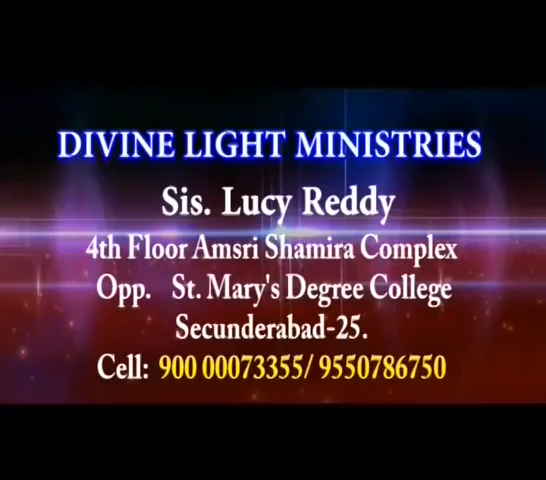 DIVINE LIGHT MINISTRIES
Sis. Lucy Reddy
4th Floor Amsri Shamira Complex
Opp. St. Mary's Degree College
Secunderabad-25.
Cell: 900 00073355/ 9550786750